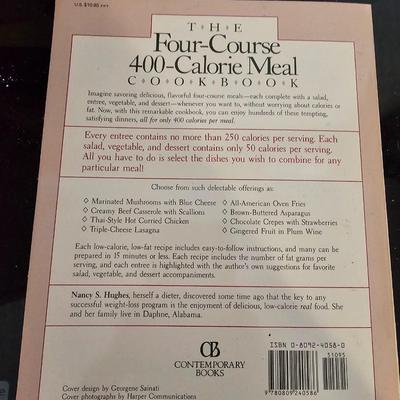 U.S. $10.95 FPT
THE
Four-Course
400-Calorie Meal
COOKBOOK
Imagine savoring delicious, flavorful four-course meals—each complete with a salad,
entree, vegetable, and dessert—whenever you want to, without worrying about calories or
fat. Now, with this remarkable cookbook, you can enjoy hundreds of these tempting,
satisfying dinners, all for only 400 calories per meal.
Every entree contains no more than 250 calories per serving. Each
salad, vegetable, and dessert contains only 50 calories per serving.
All you have to do is select the dishes you wish to combine for any
particular meal!
Choose from such delectable offerings as:
◇ Marinated Mushrooms with Blue Cheese ◇ All-American Oven Fries
◇ Creamy Beef Casserole with Scallions ◇ Brown-Buttered Asparagus
◇ Thai-Style Hot Curried Chicken ◇ Chocolate Crepes with Strawberries
◇ Triple-Cheese Lasagna ◇ Gingered Fruit in Plum Wine
Each low-calorie, low-fat recipe includes easy-to-follow instructions, and many can be
prepared in 15 minutes or less. Each recipe includes the number of fat grams per
serving, and each entree is highlighted with the author's own suggestions for favorite
salad, vegetable, and dessert accompaniments.
Nancy S. Hughes, herself a dieter, discovered some time ago that the key to any
successful weight-loss program is the enjoyment of delicious, low-calorie real food. She
and her family live in Daphne, Alabama.
CB
CONTEMPORARY
BOOKS
ISBN 0-8092-4058-0
51095
9 780809 240586
Cover design by Georgene Sainati
Cover photographs by Harper Communications